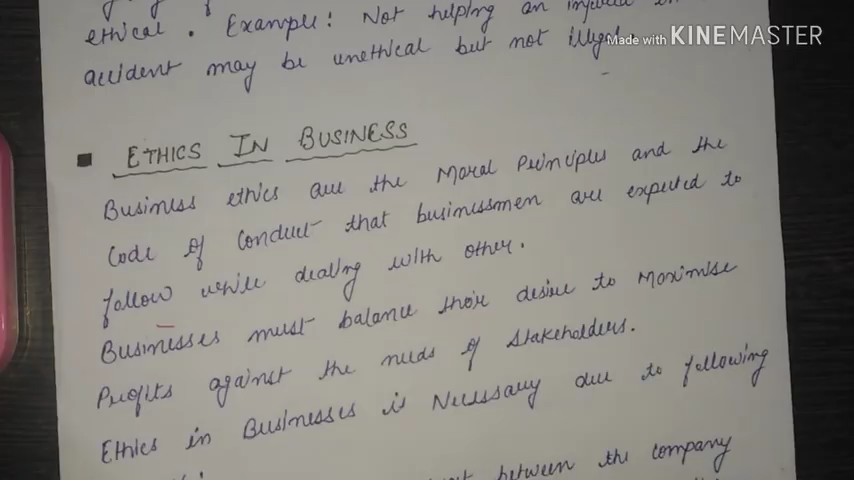 ethical. Example: Not helping an injured in
accident may be unethical but not illegal.
Made with KINEMASTER
ETHICS IN BUSINESS
Business ethics are the Moral Principles and the
Code of Conduct that businessmen are expected to
follow while dealing with other.
Businesses must balance their desire to Maximise
Profits against the needs of Stakeholders.
Ethics in Businesses is Necessary due to following
between the company